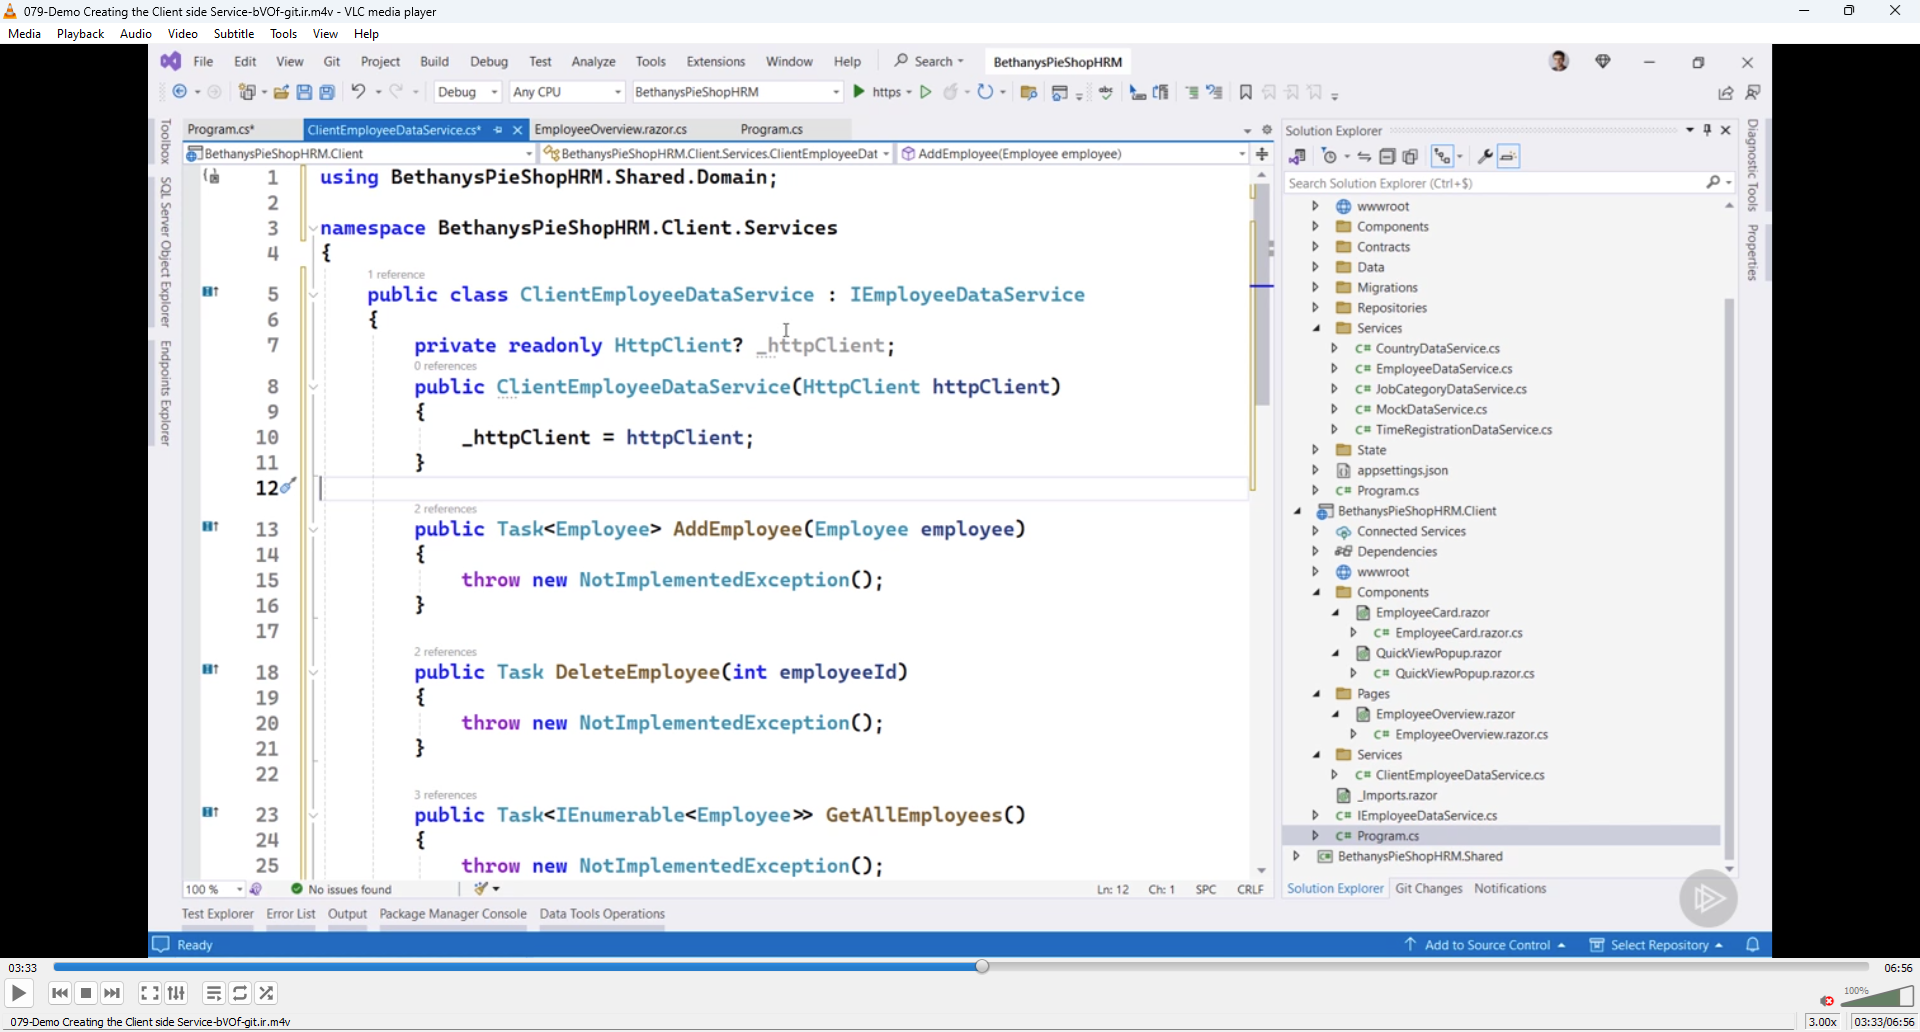 079-Demo Creating the Client side Service-bVOf-git.ir.m4v - VLC media player
Media Playback Audio Video Subtitle Tools View Help
File Edit View Git Project Build Debug Test Analyze Tools Extensions Window Help Search BethanysPieShopHRM
Debug Any CPU BethanysPieShopHRM https
Toolbox
SQL Server Object Explorer
Endpoints Explorer
Program.cs* ClientEmployeeDataService.cs* EmployeeOverview.razor.cs Program.cs
BethanysPieShopHRM.Client BethanysPieShopHRM.Client.Services.ClientEmployeeDat AddEmployee(Employee employee)
1 using BethanysPieShopHRM.Shared.Domain;
2
3 namespace BethanysPieShopHRM.Client.Services
4 {
1 reference
5 public class ClientEmployeeDataService : IEmployeeDataService
6 {
7 private readonly HttpClient? _httpClient;
0 references
8 public ClientEmployeeDataService(HttpClient httpClient)
9 {
10 _httpClient = httpClient;
11 }
12
2 references
13 public Task<Employee> AddEmployee(Employee employee)
14 {
15 throw new NotImplementedException();
16 }
17
2 references
18 public Task DeleteEmployee(int employeeId)
19 {
20 throw new NotImplementedException();
21 }
22
3 references
23 public Task<IEnumerable<Employee>> GetAllEmployees()
24 {
25 throw new NotImplementedException();
100 % No issues found Ln: 12 Ch: 1 SPC CRLF
Solution Explorer
Search Solution Explorer (Ctrl+$)
wwwroot
Components
Contracts
Data
Migrations
Repositories
Services
C# CountryDataService.cs
C# EmployeeDataService.cs
C# JobCategoryDataService.cs
C# MockDataService.cs
C# TimeRegistrationDataService.cs
State
appsettings.json
C# Program.cs
BethanysPieShopHRM.Client
Connected Services
Dependencies
wwwroot
Components
EmployeeCard.razor
C# EmployeeCard.razor.cs
QuickViewPopup.razor
C# QuickViewPopup.razor.cs
Pages
EmployeeOverview.razor
C# EmployeeOverview.razor.cs
Services
C# ClientEmployeeDataService.cs
_Imports.razor
C# IEmployeeDataService.cs
C# Program.cs
C# BethanysPieShopHRM.Shared
Solution Explorer Git Changes Notifications
Diagnostic Tools
Properties
Test Explorer Error List Output Package Manager Console Data Tools Operations
Ready Add to Source Control Select Repository
03:33 06:56
100%
079-Demo Creating the Client side Service-bVOf-git.ir.m4v 3.00x 03:33/06:56